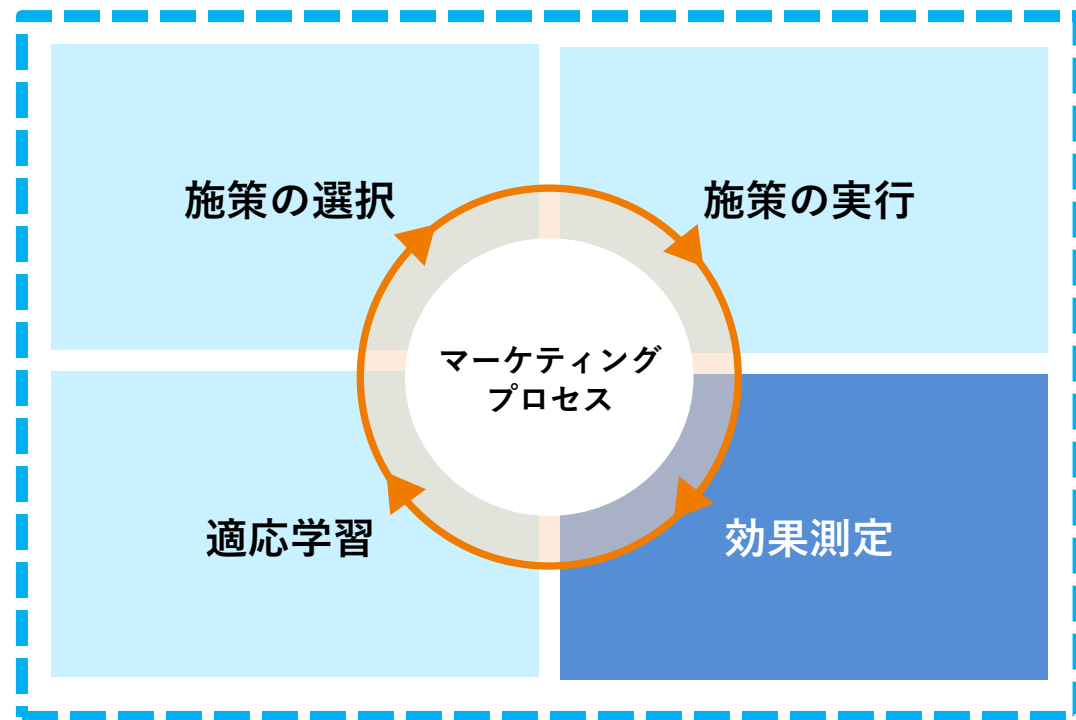 施策の選択
施策の実行
マーケティング
プロセス
適応学習
効果測定